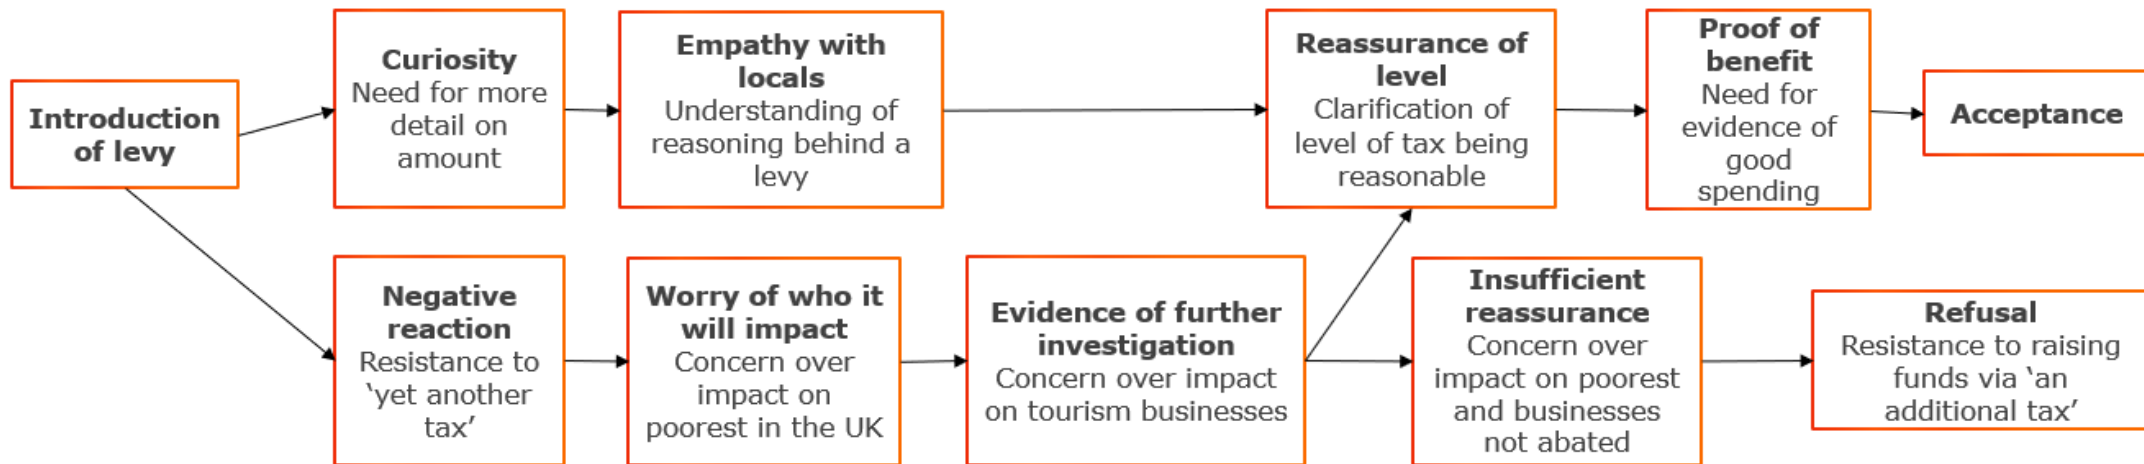 Introduction
of levy
Curiosity
Need for more
detail on
amount
Empathy with
locals
Understanding of
reasoning behind a
levy
Reassurance of
level
Clarification of
level of tax being
reasonable
Proof of
benefit
Need for
evidence of
good
spending
Acceptance
Negative
reaction
Resistance to
‘yet another
tax’
Worry of who it
will impact
Concern over
impact on
poorest in the UK
Evidence of further
investigation
Concern over impact
on tourism businesses
Insufficient
reassurance
Concern over
impact on poorest
and businesses
not abated
Refusal
Resistance to raising
funds via ‘an
additional tax’